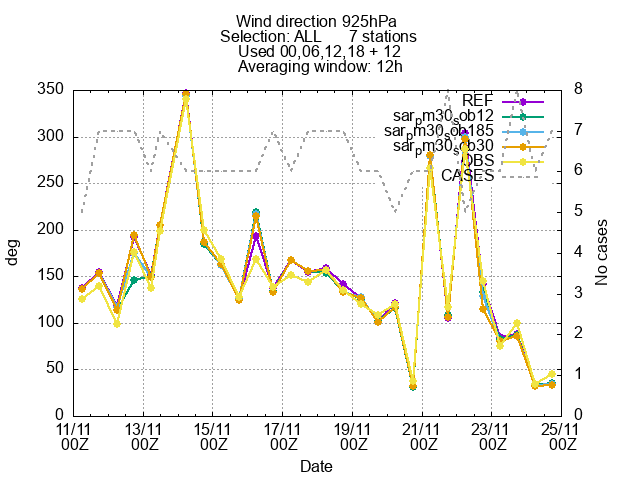 Wind direction 925hPa
Selection: ALL 7 stations
Used 00,06,12,18 + 12
Averaging window: 12h
deg
No cases
350
300
250
200
150
100
50
0
8
7
6
5
4
3
2
1
0
REF
sarpm30sob12
sarpm30sob185
sarpm30sob30
OBS
CASES
11/11 13/11 15/11 17/11 19/11 21/11 23/11 25/11
00Z 00Z 00Z 00Z 00Z 00Z 00Z 00Z
Date